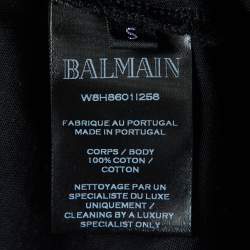 S
BALMAIN
W8H8601I258
FABRIQUE AU PORTUGAL
MADE IN PORTUGAL
CORPS / BODY
100% COTON /
COTTON
NETTOYAGE PAR UN
SPECIALISTE DU LUXE
UNIQUEMENT /
CLEANING BY A LUXURY
SPECIALIST ONLY